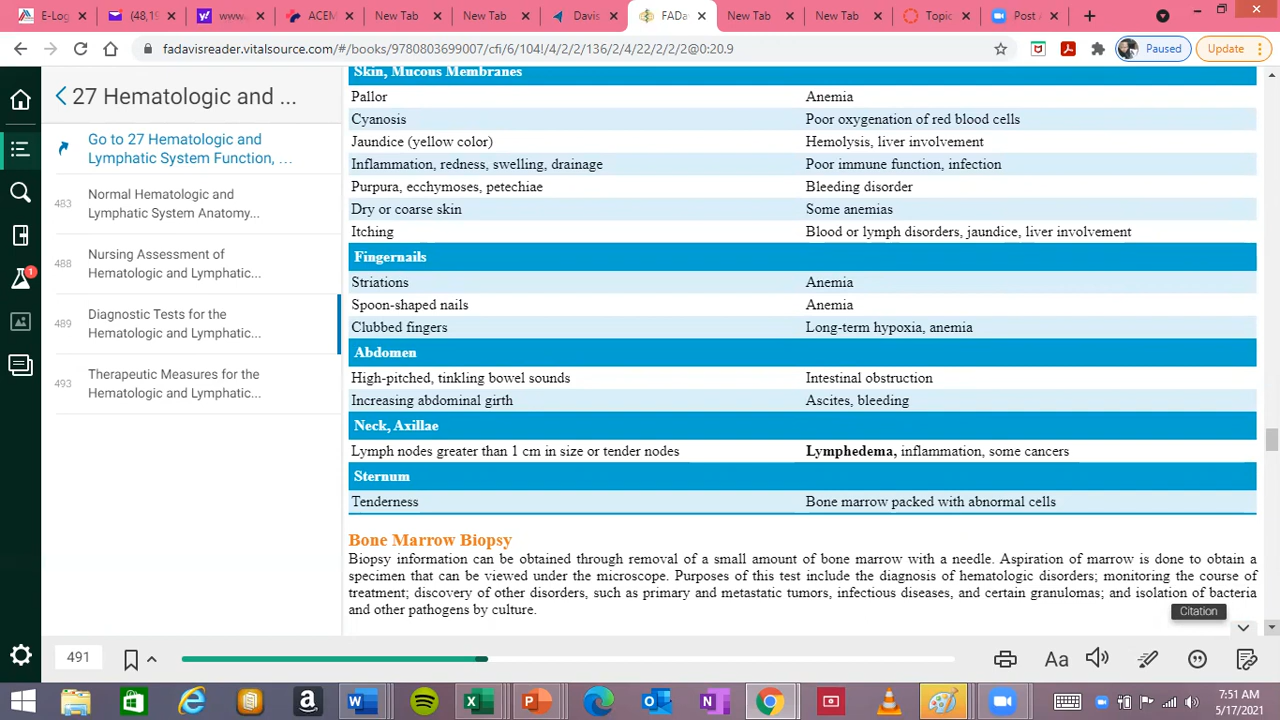 E-Log
(48,19
www.
ACEM
New Tab
New Tab
Davis
FADav
New Tab
New Tab
Topic
Post A
fadavisreader.vitalsource.com/#/books/9780803699007/cfi/6/104!/4/2/2/136/2/4/22/2/2/2@0:20.9
Paused
Update
27 Hematologic and ...
Go to 27 Hematologic and
Lymphatic System Function, ...
483 Normal Hematologic and
Lymphatic System Anatomy...
488 Nursing Assessment of
Hematologic and Lymphatic...
489 Diagnostic Tests for the
Hematologic and Lymphatic...
493 Therapeutic Measures for the
Hematologic and Lymphatic...
1
Skin, Mucous Membranes
Pallor Anemia
Cyanosis Poor oxygenation of red blood cells
Jaundice (yellow color) Hemolysis, liver involvement
Inflammation, redness, swelling, drainage Poor immune function, infection
Purpura, ecchymoses, petechiae Bleeding disorder
Dry or coarse skin Some anemias
Itching Blood or lymph disorders, jaundice, liver involvement
Fingernails
Striations Anemia
Spoon-shaped nails Anemia
Clubbed fingers Long-term hypoxia, anemia
Abdomen
High-pitched, tinkling bowel sounds Intestinal obstruction
Increasing abdominal girth Ascites, bleeding
Neck, Axillae
Lymph nodes greater than 1 cm in size or tender nodes Lymphedema, inflammation, some cancers
Sternum
Tenderness Bone marrow packed with abnormal cells
Bone Marrow Biopsy
Biopsy information can be obtained through removal of a small amount of bone marrow with a needle. Aspiration of marrow is done to obtain a
specimen that can be viewed under the microscope. Purposes of this test include the diagnosis of hematologic disorders; monitoring the course of
treatment; discovery of other disorders, such as primary and metastatic tumors, infectious diseases, and certain granulomas; and isolation of bacteria
and other pathogens by culture.
Citation
491
Aa
7:51 AM
5/17/2021